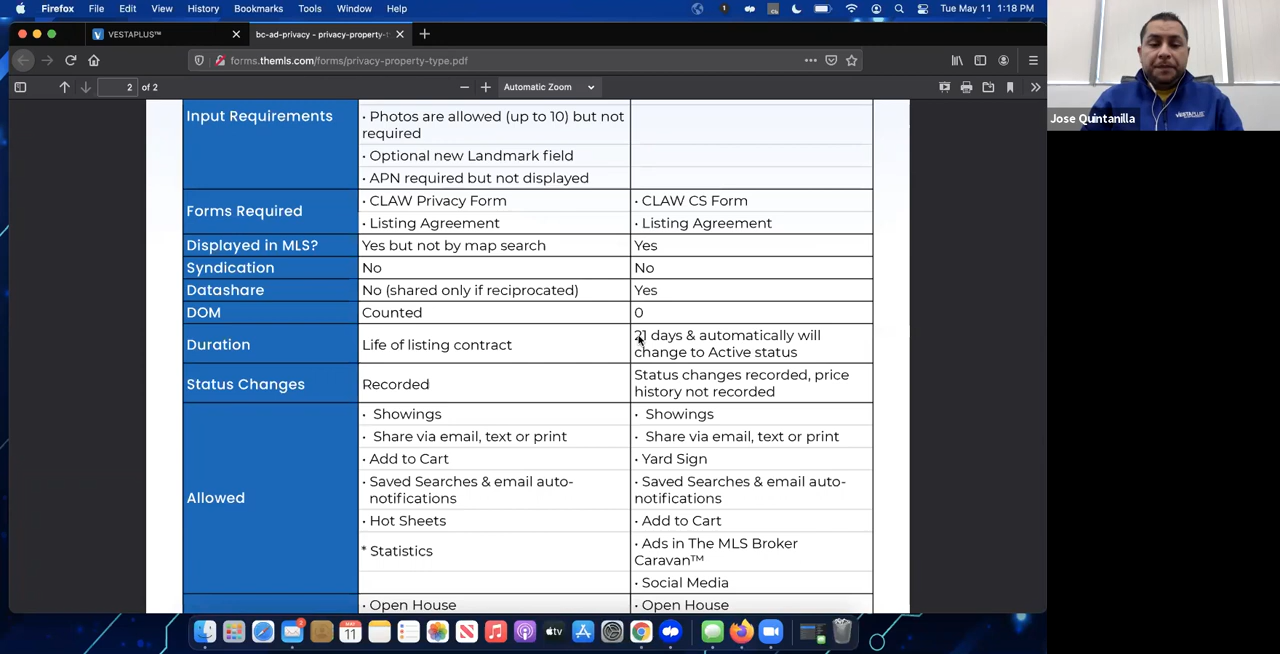 Firefox File Edit View History Bookmarks Tools Window Help
1
Tue May 11 1:18 PM
VESTAPLUS™
bc-ad-privacy - privacy-property-t
forms.themls.com/forms/privacy-property-type.pdf
2 of 2
Automatic Zoom
Jose Quintanilla
VESTAPLUS
Input Requirements
• Photos are allowed (up to 10) but not
required
• Optional new Landmark field
• APN required but not displayed
Forms Required
• CLAW Privacy Form
• CLAW CS Form
• Listing Agreement
• Listing Agreement
Displayed in MLS?
Yes but not by map search
Yes
Syndication
No
No
Datashare
No (shared only if reciprocated)
Yes
DOM
Counted
0
Duration
Life of listing contract
21 days & automatically will
change to Active status
Status Changes
Recorded
Status changes recorded, price
history not recorded
Allowed
• Showings
• Showings
• Share via email, text or print
• Share via email, text or print
• Add to Cart
• Yard Sign
• Saved Searches & email auto-
notifications
• Saved Searches & email auto-
notifications
• Hot Sheets
• Add to Cart
* Statistics
• Ads in The MLS Broker
Caravan™
• Social Media
• Open House
• Open House
MAY
11
tv